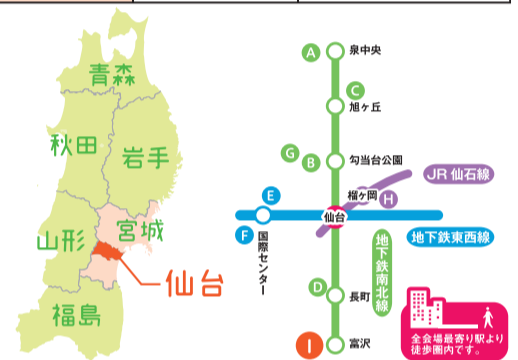 青森
秋田
岩手
山形
宮城
仙台
福島
A
泉中央
C
旭ヶ丘
G
B
勾当台公園
JR 仙石線
榴ヶ岡
H
E
仙台
F
国際センター
地下鉄東西線
地下鉄南北線
D
長町
I
富沢
全会場最寄り駅より
徒歩圏内です。